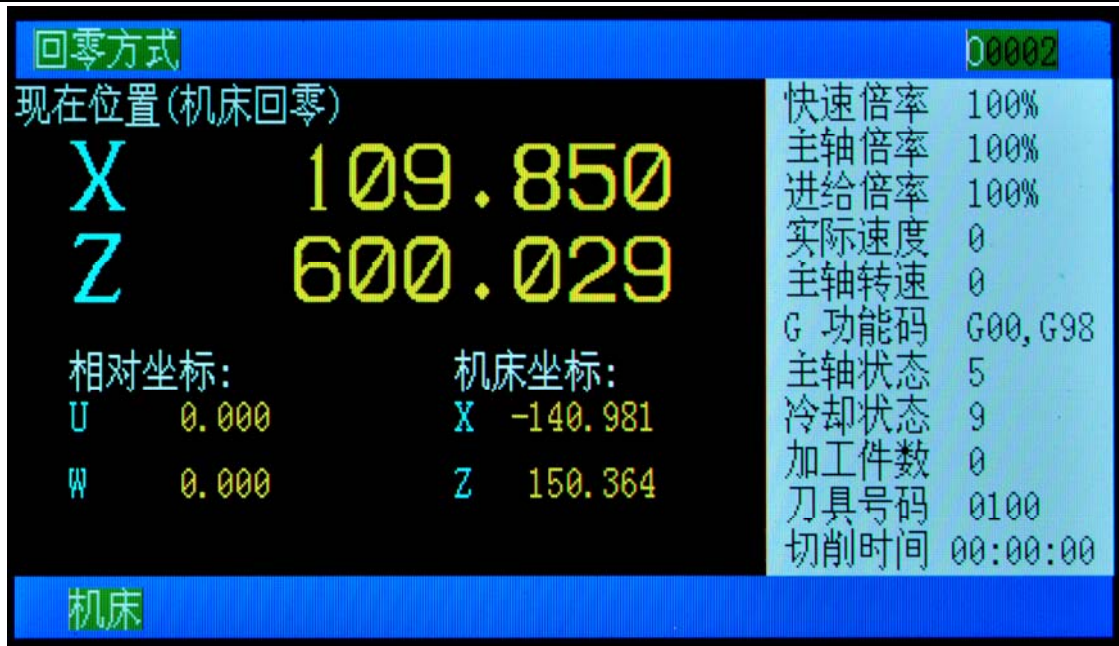 回零方式 O0002
现在位置(机床回零)
X 109.850
Z 600.029
相对坐标: 机床坐标:
U 0.000 X -140.981
W 0.000 Z 150.364
快速倍率 100%
主轴倍率 100%
进给倍率 100%
实际速度 0
主轴转速 0
G 功能码 G00,G98
主轴状态 5
冷却状态 9
加工件数 0
刀具号码 0100
切削时间 00:00:00
机床